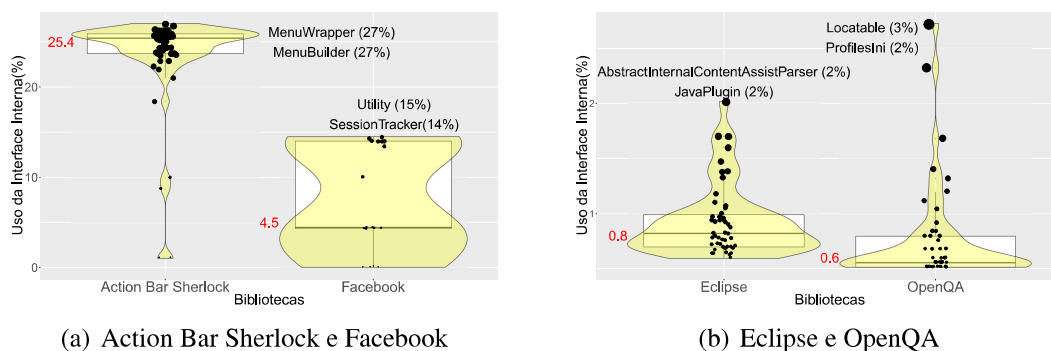 Uso da Interface Interna(%)
20
10
0
25.4
MenuWrapper (27%)
MenuBuilder (27%)
Utility (15%)
SessionTracker(14%)
4.5
Action Bar Sherlock
Facebook
Bibliotecas
(a) Action Bar Sherlock e Facebook
Uso da Interface Interna(%)
2
1
Locatable (3%)
ProfilesIni (2%)
AbstractInternalContentAssistParser (2%)
JavaPlugin (2%)
0.8
0.6
Eclipse
OpenQA
Bibliotecas
(b) Eclipse e OpenQA